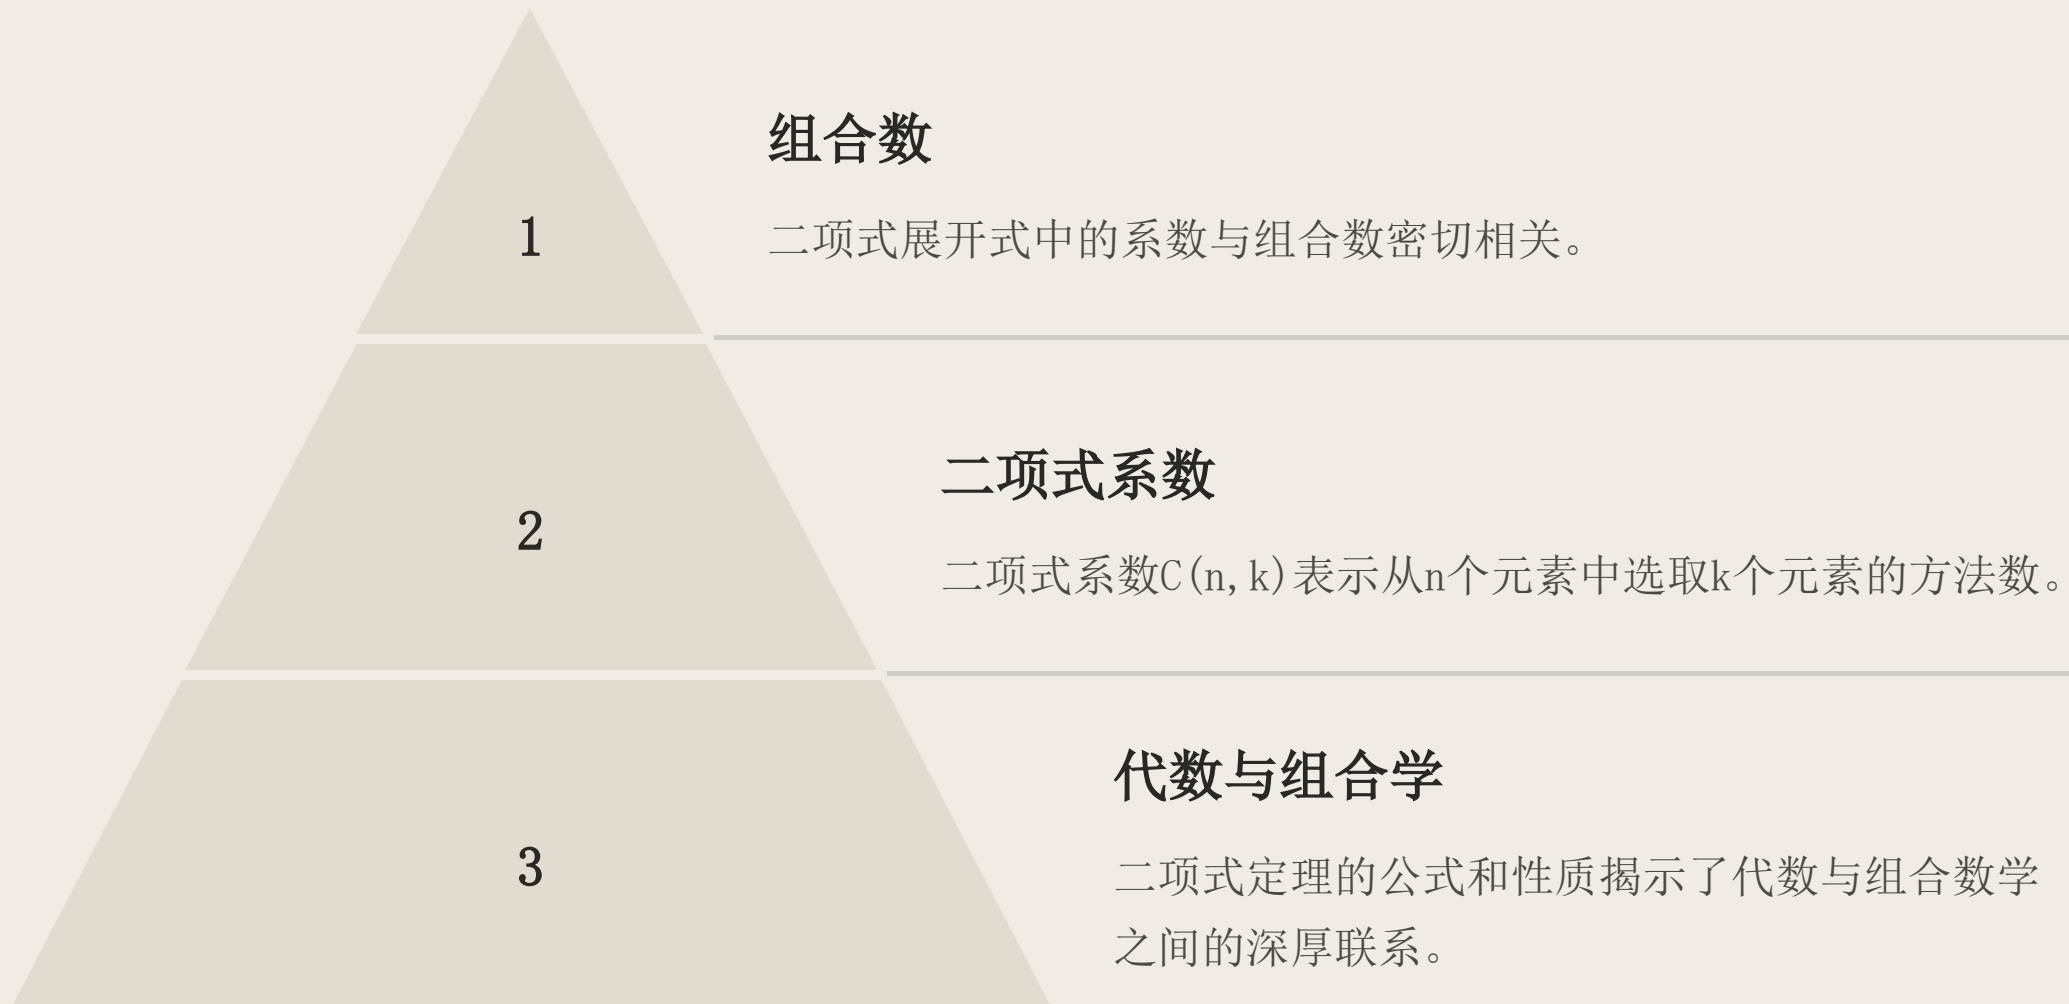 组合数
1
二项式展开式中的系数与组合数密切相关。
二项式系数
2
二项式系数C(n,k)表示从n个元素中选取k个元素的方法数。
代数与组合学
3
二项式定理的公式和性质揭示了代数与组合数学
之间的深厚联系。